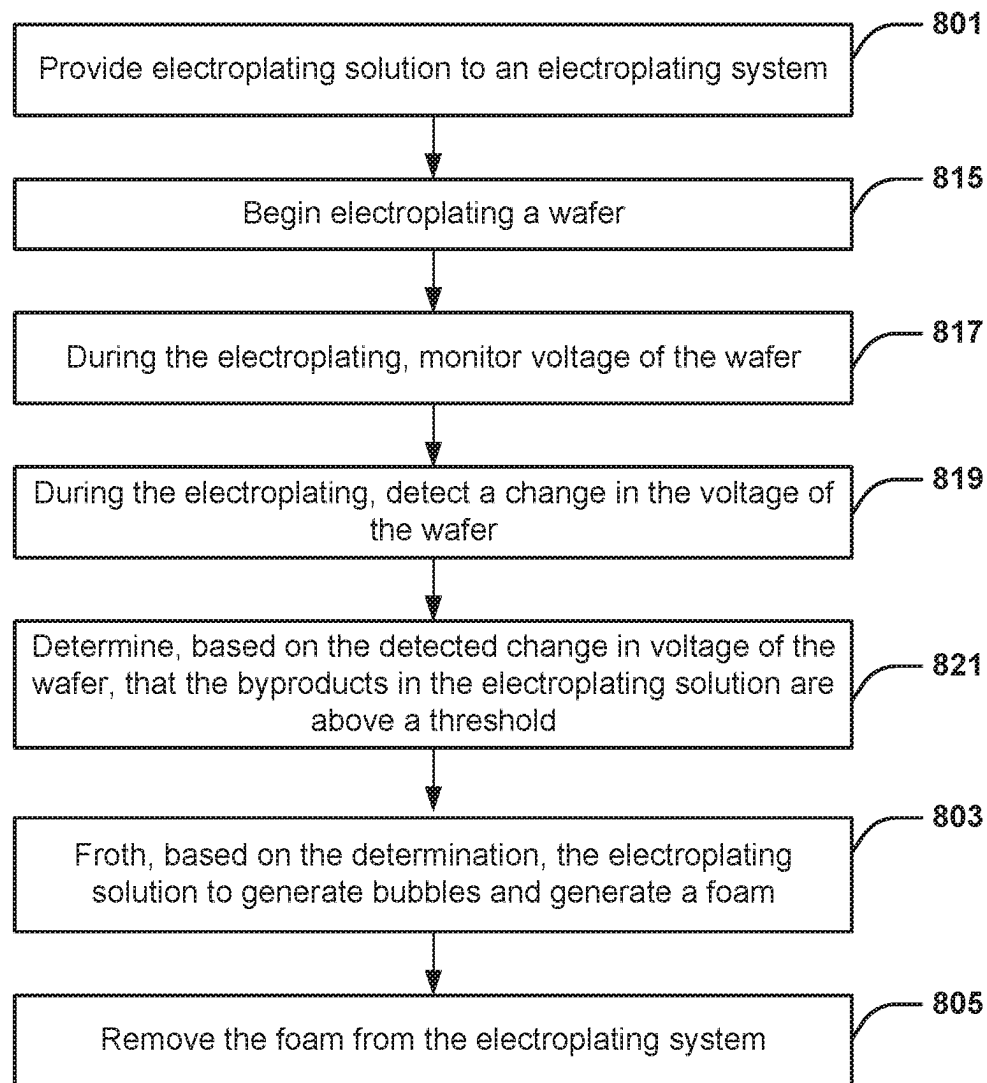 801
Provide electroplating solution to an electroplating system
815
Begin electroplating a wafer
817
During the electroplating, monitor voltage of the wafer
819
During the electroplating, detect a change in the voltage of
the wafer
Determine, based on the detected change in voltage of the
821
wafer, that the byproducts in the electroplating solution are
above a threshold
803
Froth, based on the determination, the electroplating
solution to generate bubbles and generate a foam
805
Remove the foam from the electroplating system